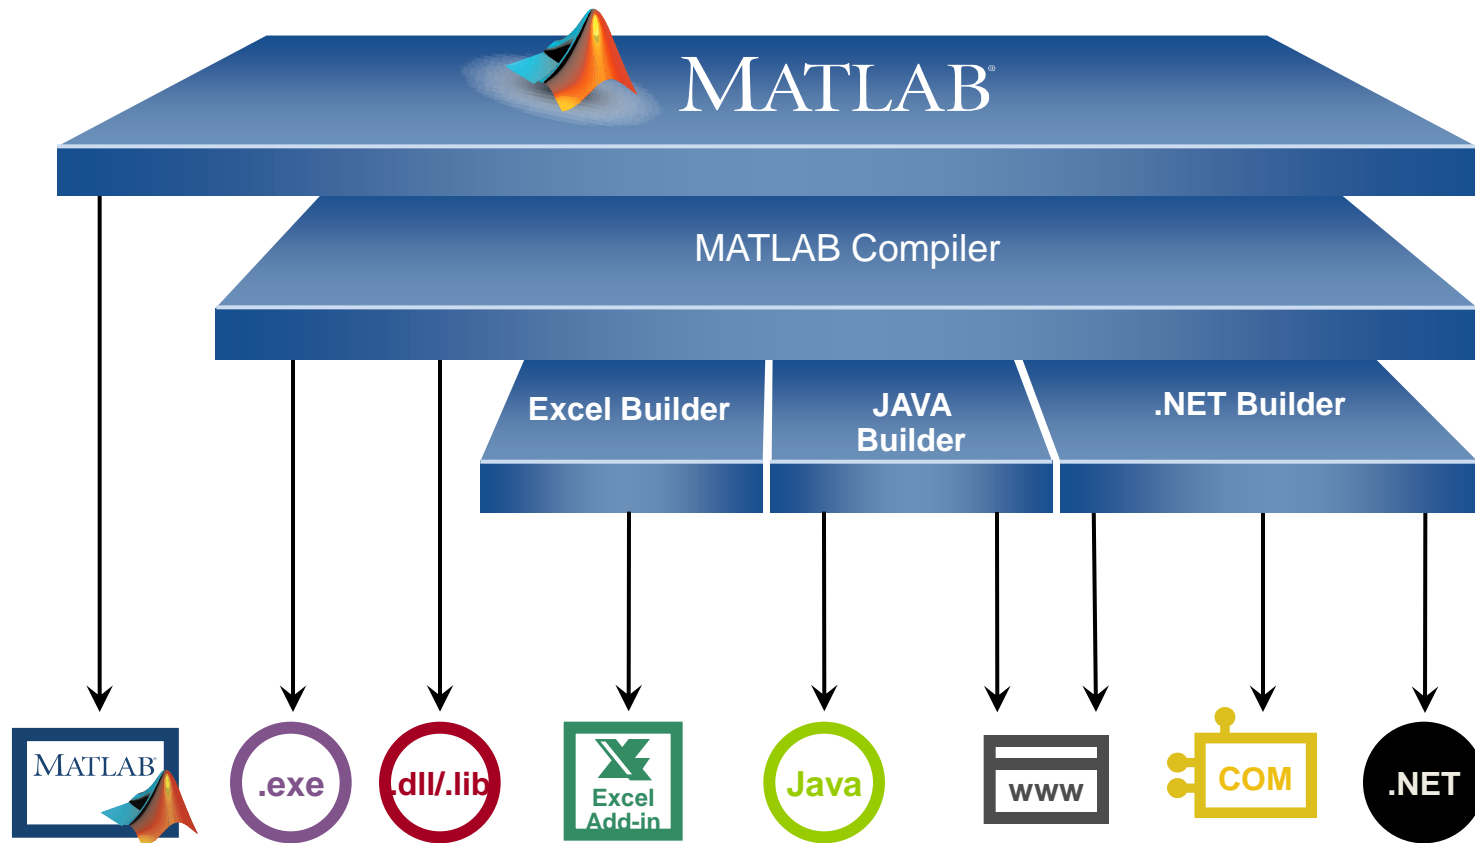 MATLAB®
MATLAB Compiler
Excel Builder
JAVA
Builder
.NET Builder
MATLAB
.exe
.dll/.lib
Excel
Add-in
Java
www
COM
.NET